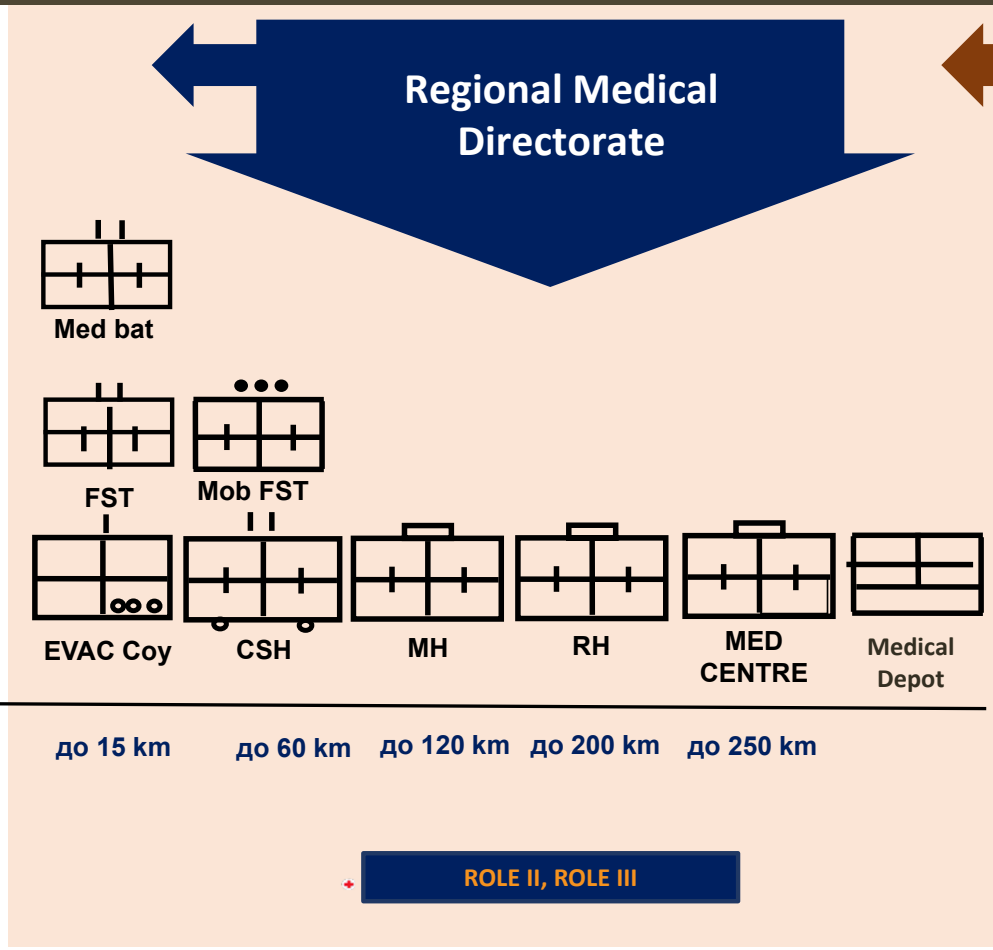 Regional Medical
Directorate
Med bat
FST
Mob FST
EVAC Coy
CSH
MH
RH
MED
CENTRE
Medical
Depot
до 15 km
до 60 km
до 120 km
до 200 km
до 250 km
ROLE II, ROLE III